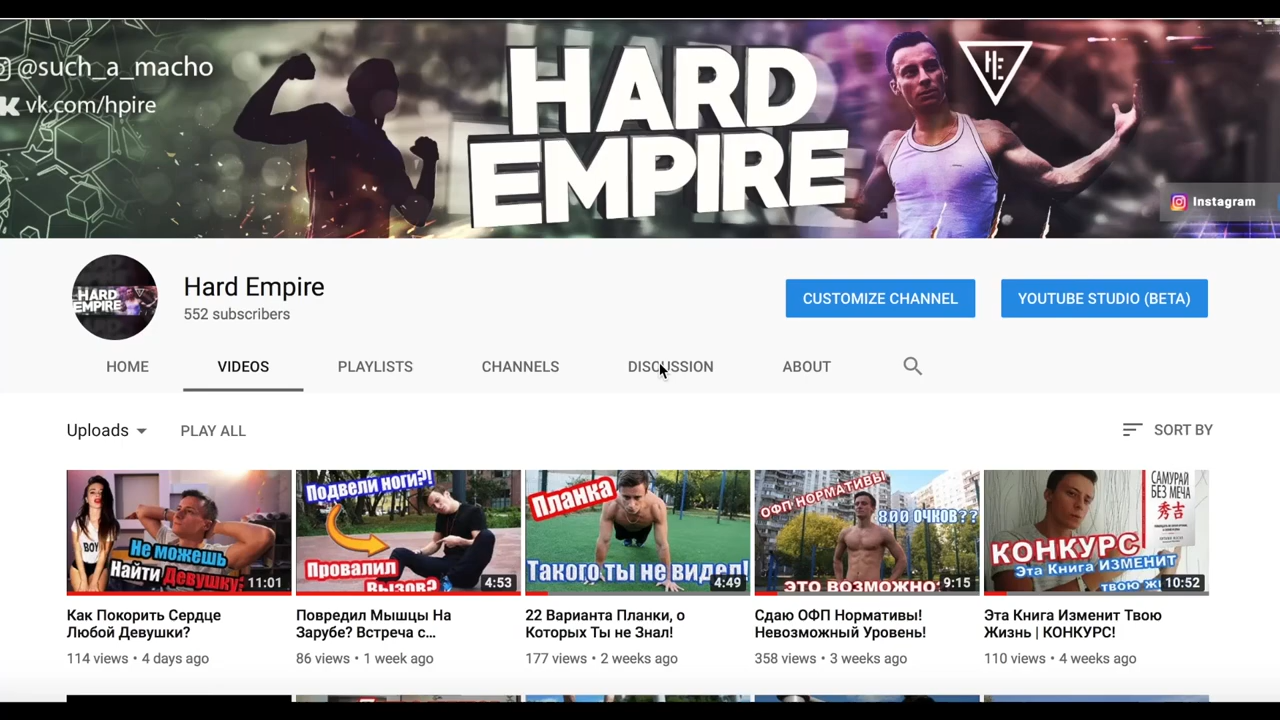 @such_a_macho
vk.com/hpire
HARD
EMPIRE
HE
Instagram
HARD
EMPIRE
Hard Empire
552 subscribers
CUSTOMIZE CHANNEL
YOUTUBE STUDIO (BETA)
HOME
VIDEOS
PLAYLISTS
CHANNELS
DISCUSSION
ABOUT
Uploads
PLAY ALL
SORT BY
BOY
Не можешь
Найти Девушку:
11:01
Подвели ноги?!
Провалил
Вызов?
4:53
Планка
Такого ты не видел!
4:49
ОФП НОРМАТИВЫ
800 ОЧКОВ??
ЭТО ВОЗМОЖНО
9:15
САМУРАЙ
БЕЗ МЕЧА
秀吉
КОНКУРС
Эта Книга ИЗМЕНИТ
10:52
Как Покорить Сердце
Любой Девушки?
114 views • 4 days ago
Повредил Мышцы На
Зарубе? Встреча с...
86 views • 1 week ago
22 Варианта Планки, о
Которых Ты не Знал!
177 views • 2 weeks ago
Сдаю ОФП Нормативы!
Невозможный Уровень!
358 views • 3 weeks ago
Эта Книга Изменит Твою
Жизнь | КОНКУРС!
110 views • 4 weeks ago